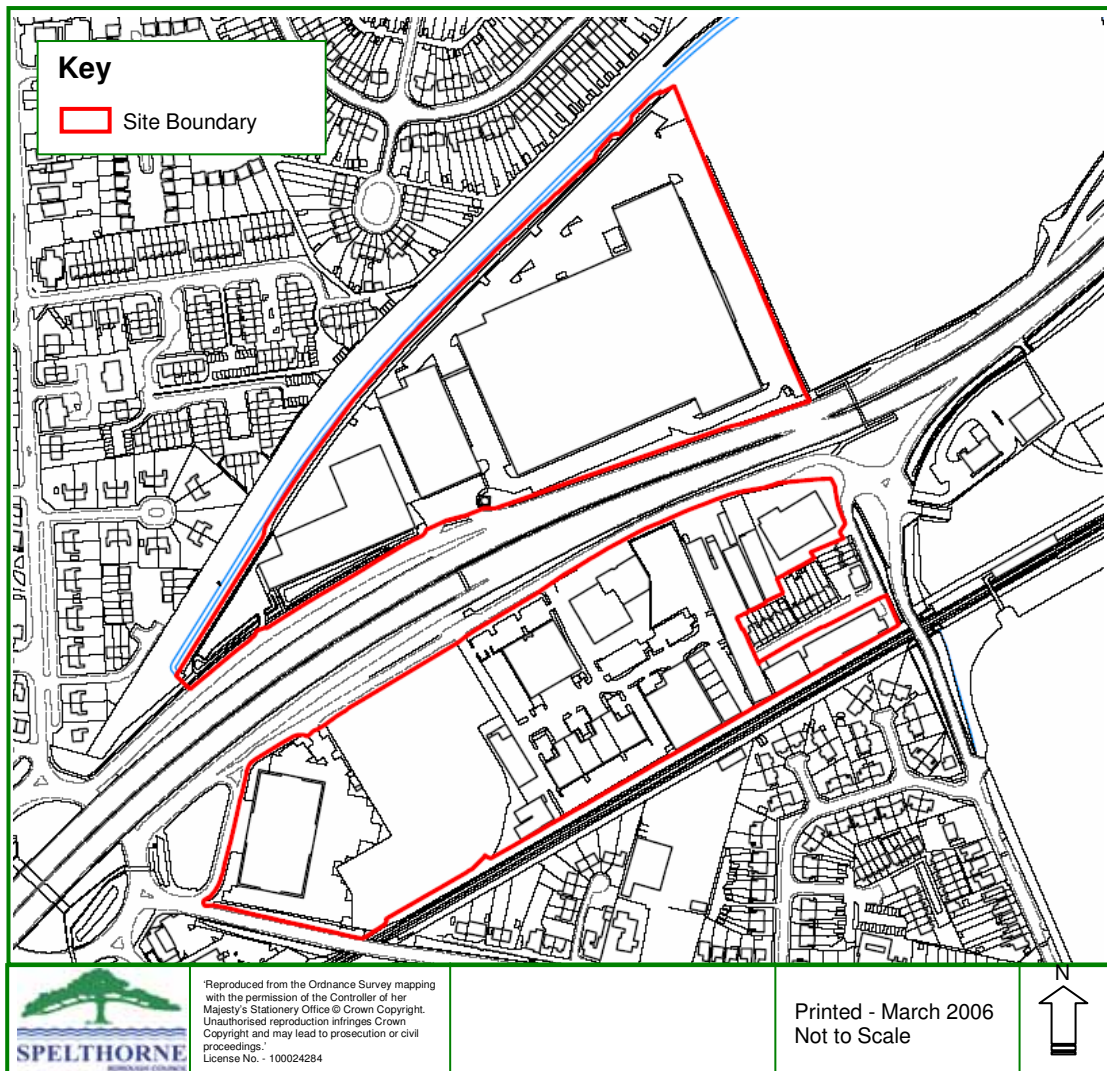 Key
Site Boundary
SPELTHORNE
BOROUGH COUNCIL
'Reproduced from the Ordnance Survey mapping
with the permission of the Controller of her
Majesty's Stationery Office © Crown Copyright.
Unauthorised reproduction infringes Crown
Copyright and may lead to prosecution or civil
proceedings.'
License No. - 100024284
Printed - March 2006
Not to Scale
N